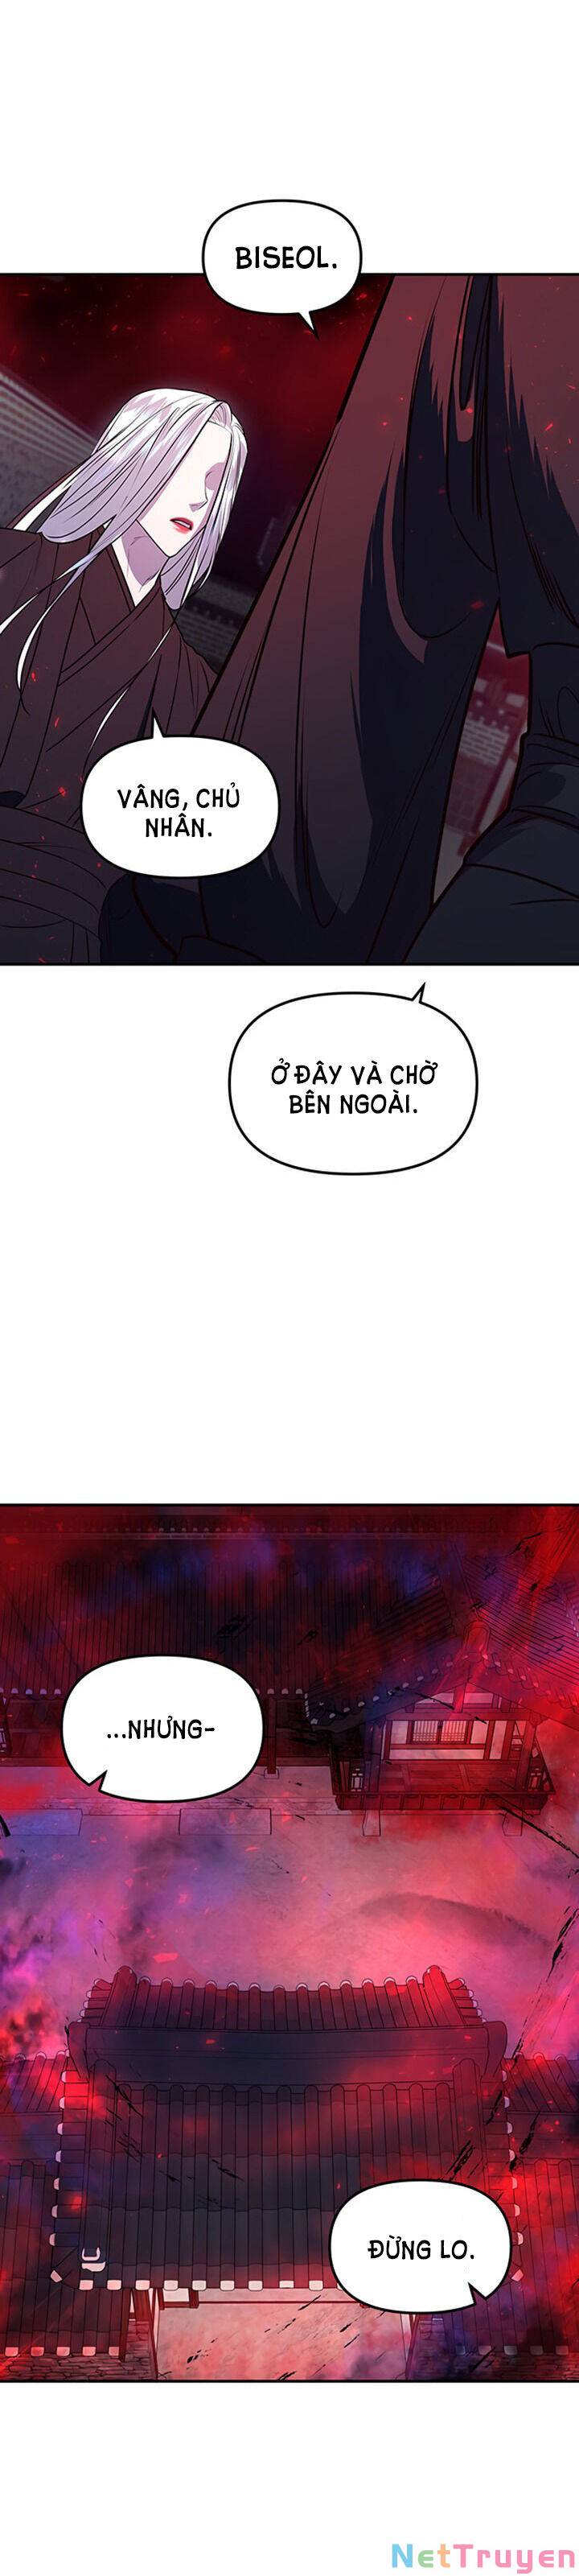 BISEOL.
VÂNG, CHỦ
NHÂN.
Ở ĐÂY VÀ CHỜ
BÊN NGOÀI.
...NHƯNG-
ĐỪNG LO.
NetTruyen